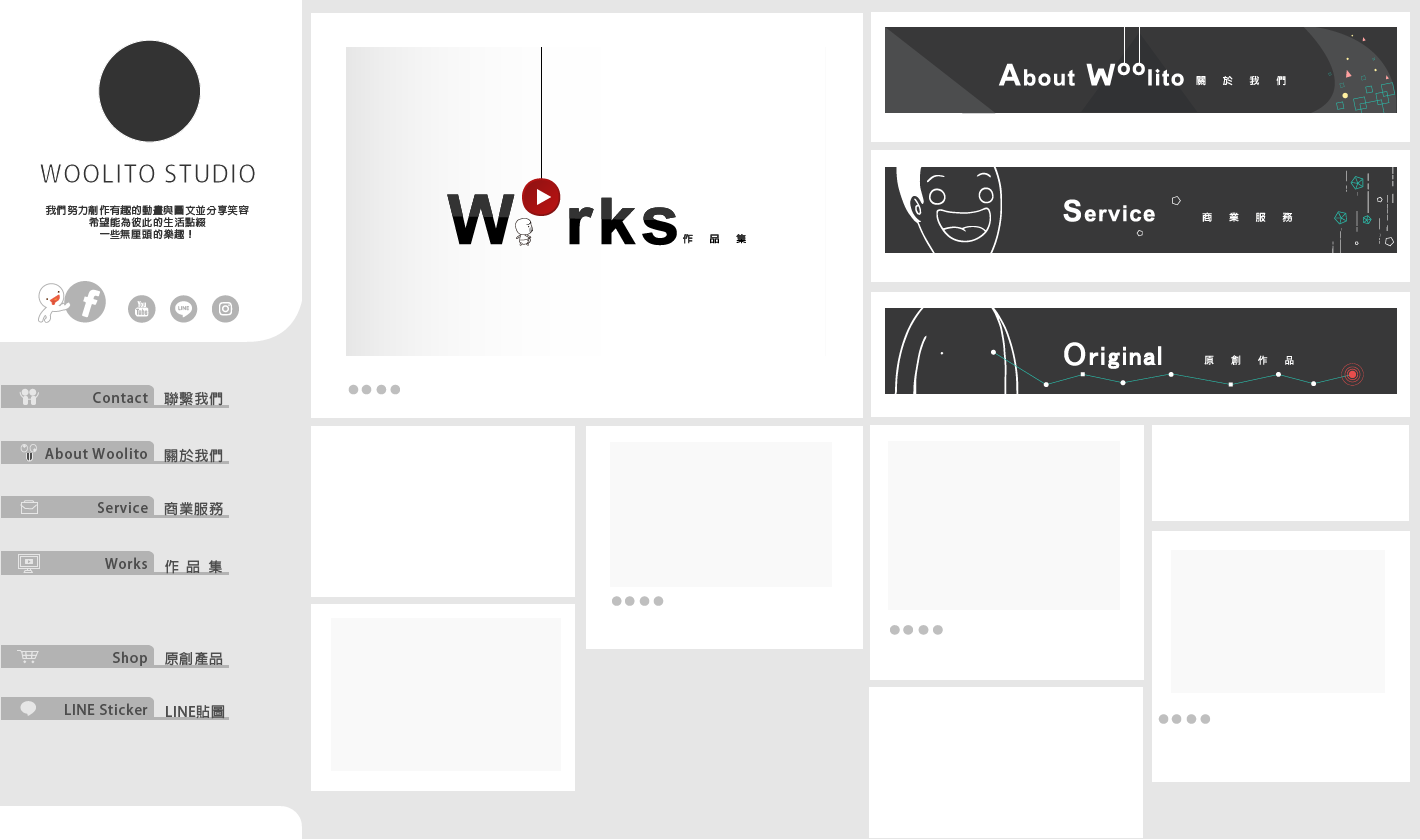 WOOLITO STUDIO
我們努力創作有趣的動畫與圖文並分享笑容
希望能為彼此的生活點綴
一些無厘頭的樂趣！
f
You
Tube
LINE
Contact 聯繫我們
About Woolito 關於我們
Service 商業服務
Works 作品集
Shop 原創產品
LINE Sticker LINE貼圖
Works 作品集
About Woolito 關於我們
Service 商業服務
Original 原創作品